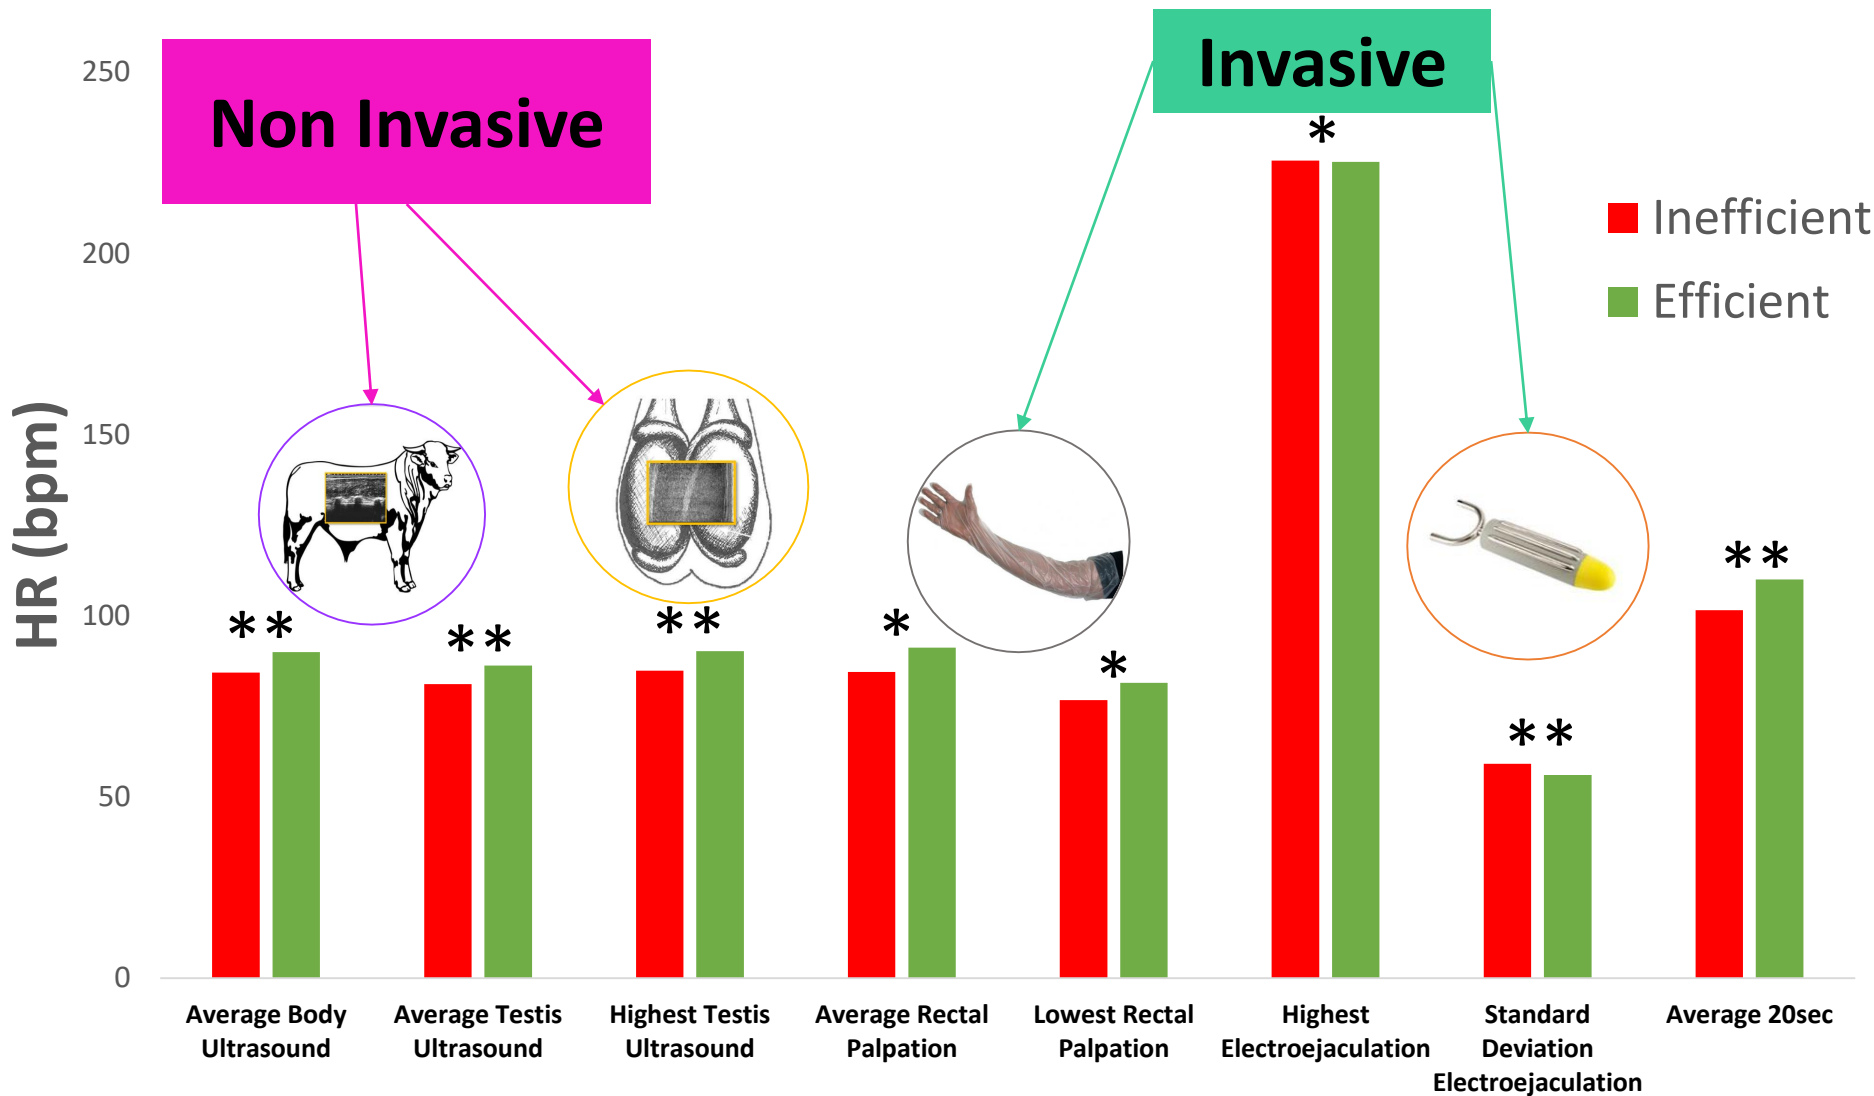 Non Invasive
Invasive
*
Inefficient
Efficient
HR (bpm)
250
200
150
100
50
0
**
**
**
*
*
**
**
Average Body
Ultrasound
Average Testis
Ultrasound
Highest Testis
Ultrasound
Average Rectal
Palpation
Lowest Rectal
Palpation
Highest
Electroejaculation
Standard
Deviation
Electroejaculation
Average 20sec